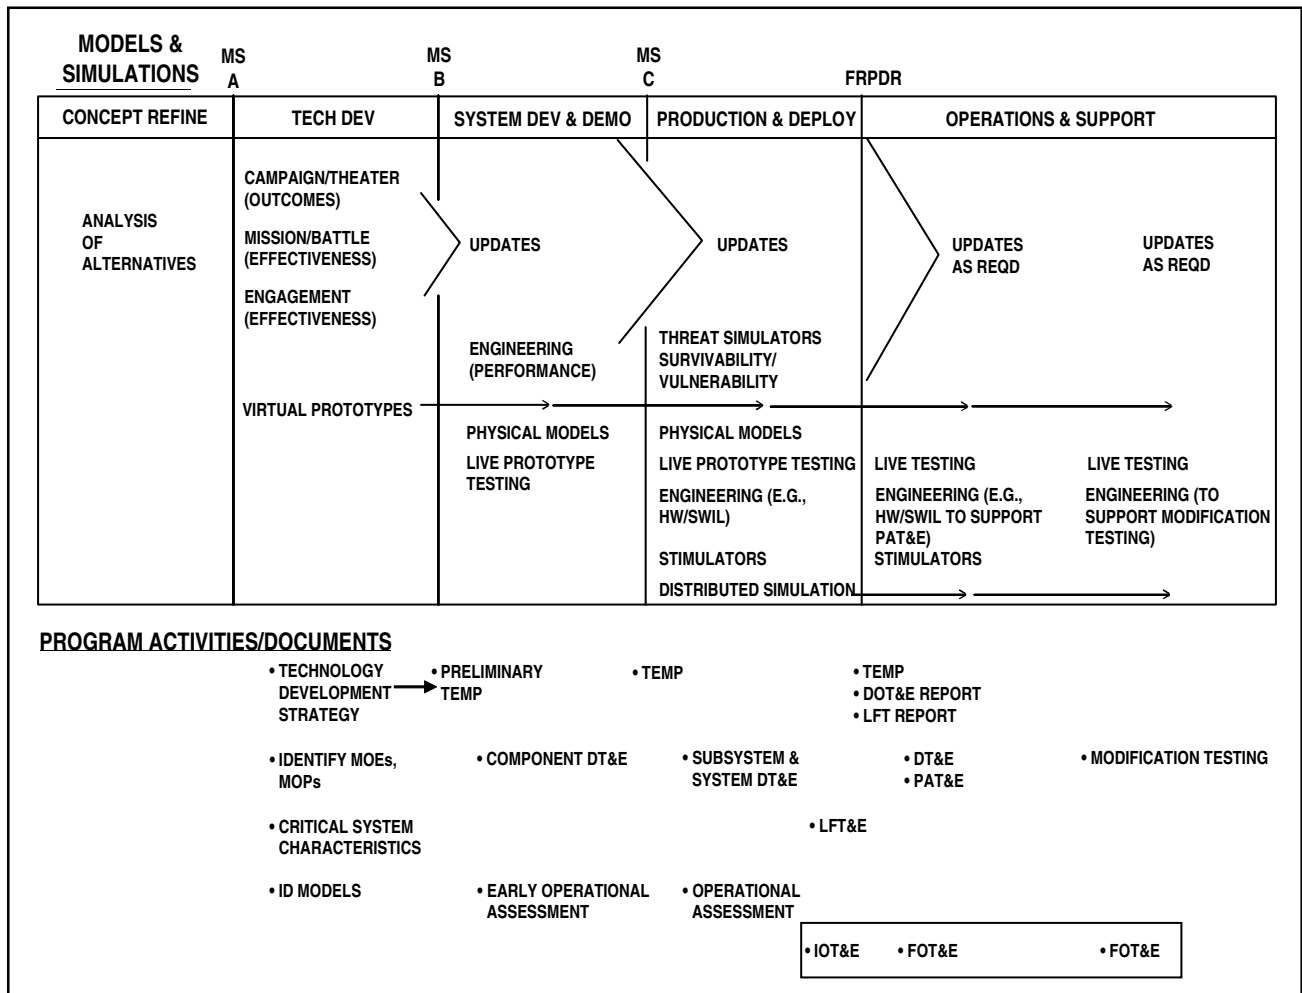 MODELS &
SIMULATIONS
MS
A
MS
B
MS
C
FRPDR
CONCEPT REFINE
TECH DEV
SYSTEM DEV & DEMO
PRODUCTION & DEPLOY
OPERATIONS & SUPPORT
ANALYSIS
OF
ALTERNATIVES
CAMPAIGN/THEATER
(OUTCOMES)
MISSION/BATTLE
(EFFECTIVENESS)
ENGAGEMENT
(EFFECTIVENESS)
VIRTUAL PROTOTYPES
UPDATES
ENGINEERING
(PERFORMANCE)
PHYSICAL MODELS
LIVE PROTOTYPE
TESTING
UPDATES
THREAT SIMULATORS
SURVIVABILITY/
VULNERABILITY
PHYSICAL MODELS
LIVE PROTOTYPE TESTING
ENGINEERING (E.G.,
HW/SWIL)
STIMULATORS
DISTRIBUTED SIMULATION
UPDATES
AS REQD
LIVE TESTING
ENGINEERING (E.G.,
HW/SWIL TO SUPPORT
PAT&E)
STIMULATORS
UPDATES
AS REQD
LIVE TESTING
ENGINEERING (TO
SUPPORT MODIFICATION
TESTING)
PROGRAM ACTIVITIES/DOCUMENTS
• TECHNOLOGY
DEVELOPMENT
STRATEGY
• PRELIMINARY
TEMP
• TEMP
• TEMP
• DOT&E REPORT
• LFT REPORT
• IDENTIFY MOEs,
MOPs
• COMPONENT DT&E
• SUBSYSTEM &
SYSTEM DT&E
• DT&E
• PAT&E
• MODIFICATION TESTING
• CRITICAL SYSTEM
CHARACTERISTICS
• LFT&E
• ID MODELS
• EARLY OPERATIONAL
ASSESSMENT
• OPERATIONAL
ASSESSMENT
• IOT&E
• FOT&E
• FOT&E